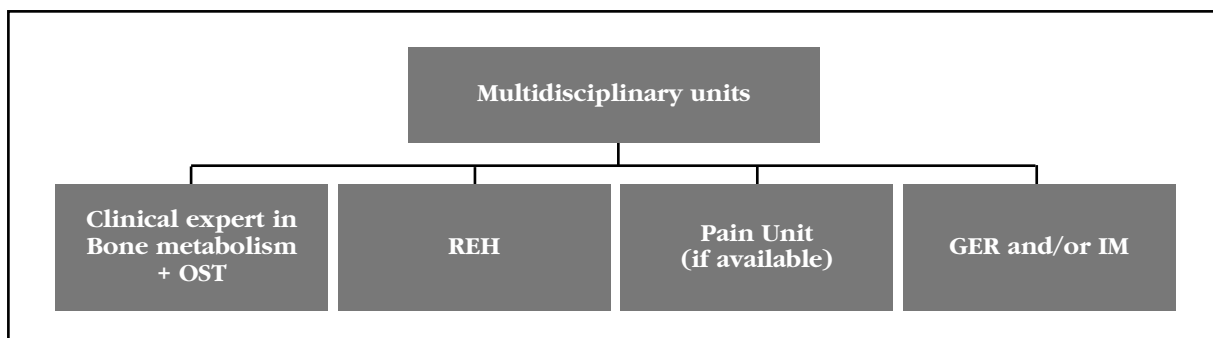 Multidisciplinary units
Clinical expert in
Bone metabolism
+ OST
REH
Pain Unit
(if available)
GER and/or IM